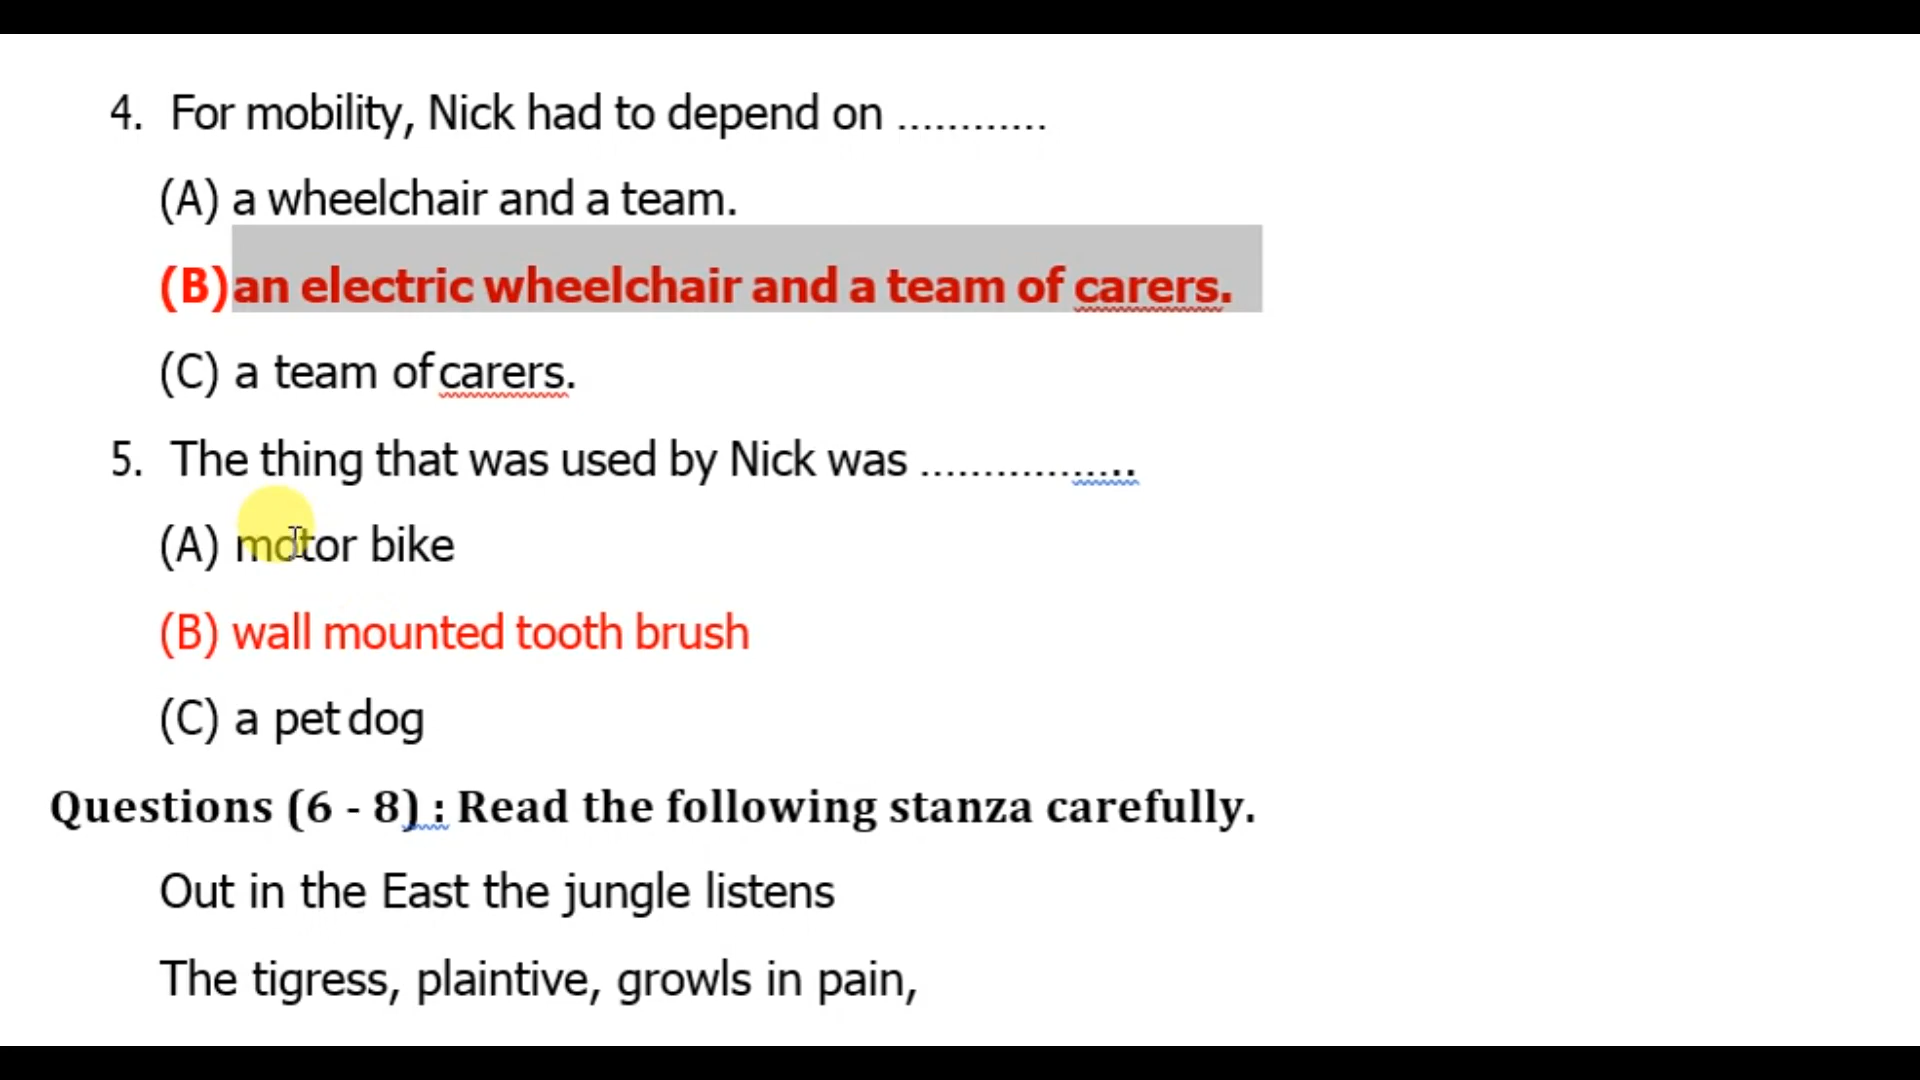 4. For mobility, Nick had to depend on ............
(A) a wheelchair and a team.
(B) an electric wheelchair and a team of carers.
(C) a team of carers.
5. The thing that was used by Nick was .................
(A) motor bike
(B) wall mounted tooth brush
(C) a pet dog
Questions (6 - 8) : Read the following stanza carefully.
Out in the East the jungle listens
The tigress, plaintive, growls in pain,